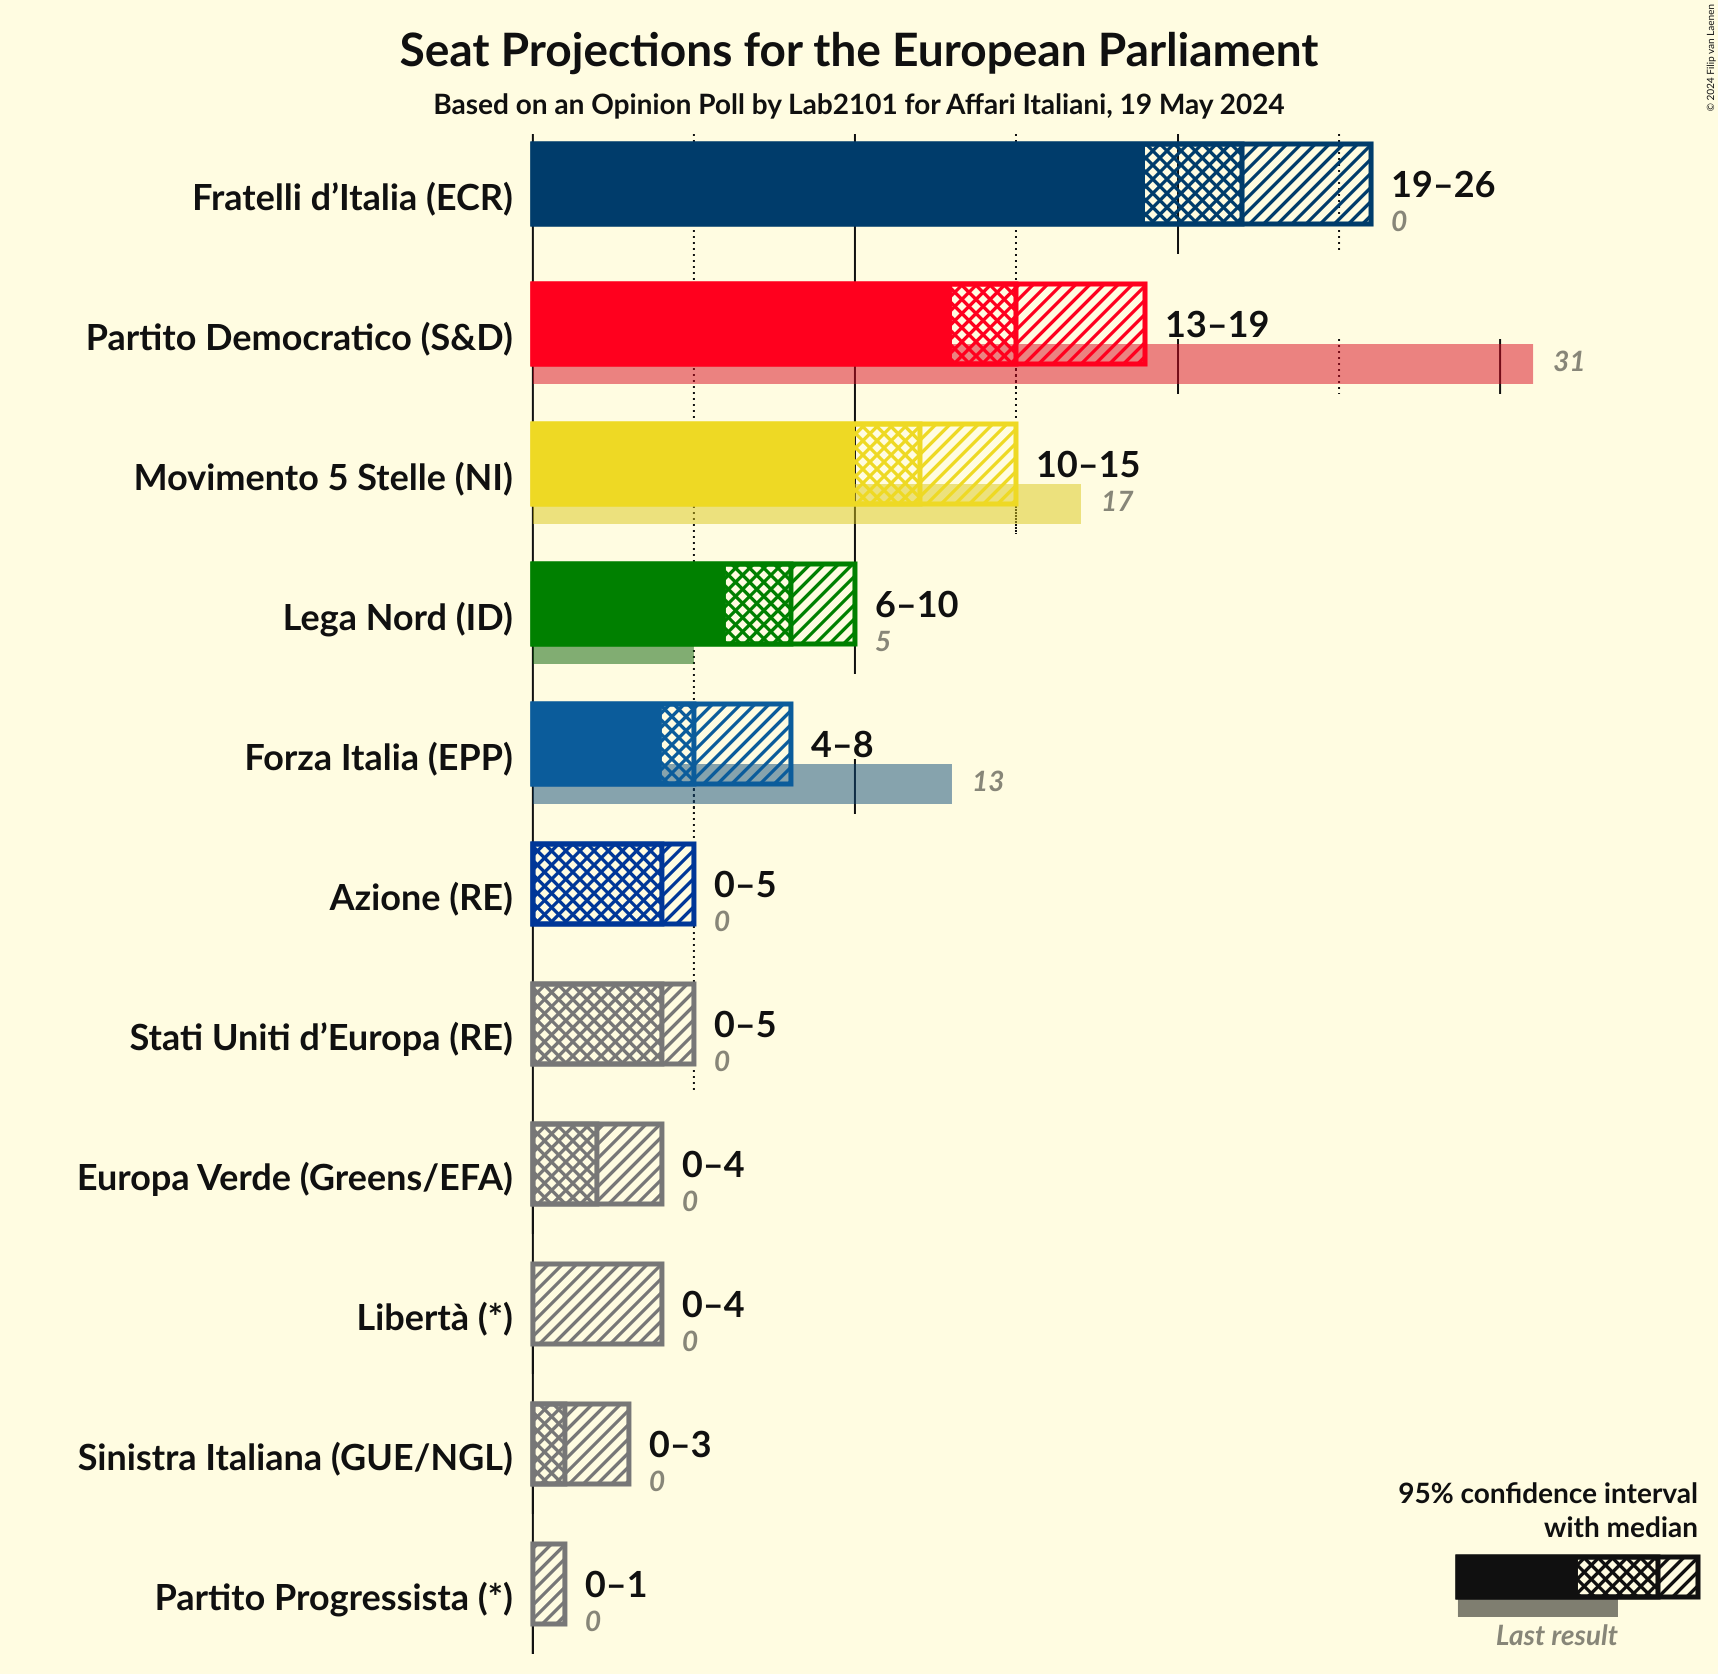 Seat Projections for the European Parliament
Based on an Opinion Poll by Lab2101 for Affari Italiani, 19 May 2024
© 2024 Filip van Laenen
Fratelli d’Italia (ECR)
19–26
0
Partito Democratico (S&D)
13–19
31
Movimento 5 Stelle (NI)
10–15
17
Lega Nord (ID)
6–10
5
Forza Italia (EPP)
4–8
13
Azione (RE)
0–5
0
Stati Uniti d’Europa (RE)
0–5
0
Europa Verde (Greens/EFA)
0–4
0
Libertà (*)
0–4
0
Sinistra Italiana (GUE/NGL)
0–3
0
Partito Progressista (*)
0–1
0
95% confidence interval
with median
Last result